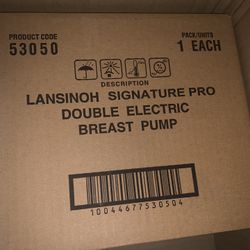 PRODUCT CODE
53050
PACK/UNITS
1 EACH
DESCRIPTION
LANSINOH SIGNATURE PRO
DOUBLE ELECTRIC
BREAST PUMP
10044677530504